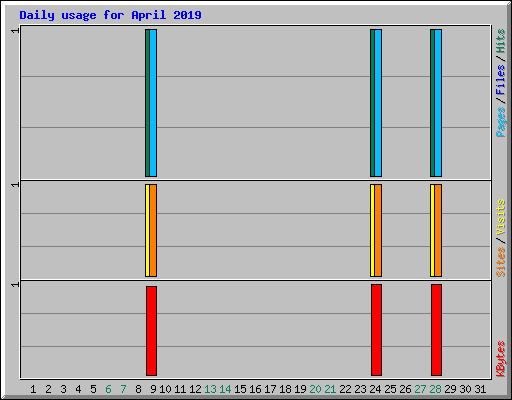 Daily usage for April 2019
1
1
1
Pages / Files / Hits
Sites / Visits
KBytes
1 2 3 4 5 6 7 8 9 10 11 12 13 14 15 16 17 18 19 20 21 22 23 24 25 26 27 28 29 30 31